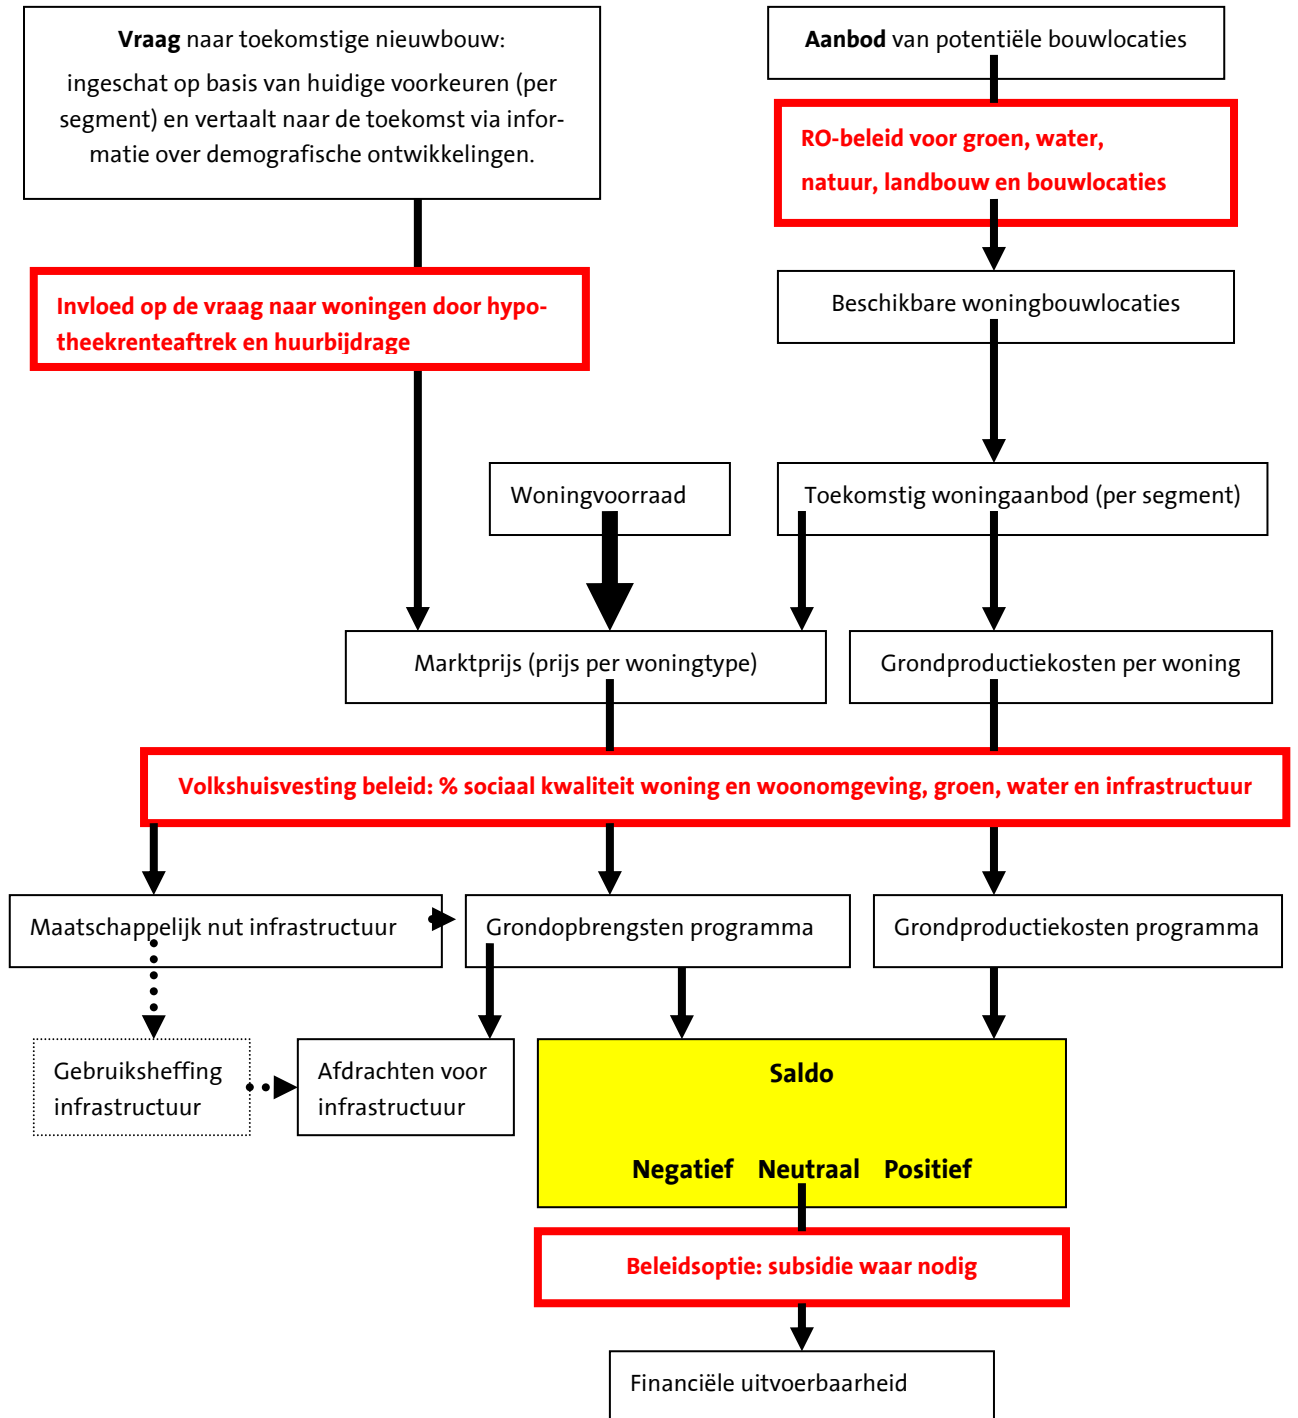 Vraag naar toekomstige nieuwbouw:
ingeschat op basis van huidige voorkeuren (per
segment) en vertaalt naar de toekomst via infor-
matie over demografische ontwikkelingen.
Aanbod van potentiële bouwlocaties
RO-beleid voor groen, water,
natuur, landbouw en bouwlocaties
Invloed op de vraag naar woningen door hypo-
theekrenteaftrek en huurbijdrage
Beschikbare woningbouwlocaties
Woningvoorraad
Toekomstig woningaanbod (per segment)
Marktprijs (prijs per woningtype)
Grondproductiekosten per woning
Volkshuisvesting beleid: % sociaal kwaliteit woning en woonomgeving, groen, water en infrastructuur
Maatschappelijk nut infrastructuur
Grondopbrengsten programma
Grondproductiekosten programma
Gebruiksheffing
infrastructuur
Afdrachten voor
infrastructuur
Saldo
Negatief Neutraal Positief
Beleidsoptie: subsidie waar nodig
Financiële uitvoerbaarheid